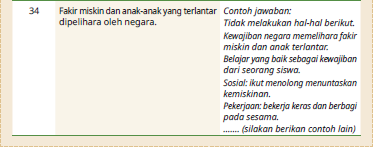 34
Fakir miskin dan anak-anak yang terlantar
dipelihara oleh negara.
Contoh jawaban:
Tidak melakukan hal-hal berikut.
Kewajiban negara memelihara fakir
miskin dan anak terlantar.
Belajar yang baik sebagai kewajiban
dari seorang siswa.
Sosial: ikut menolong menuntaskan
kemiskinan.
Pekerjaan: bekerja keras dan berbagi
pada sesama.
....... (silakan berikan contoh lain)